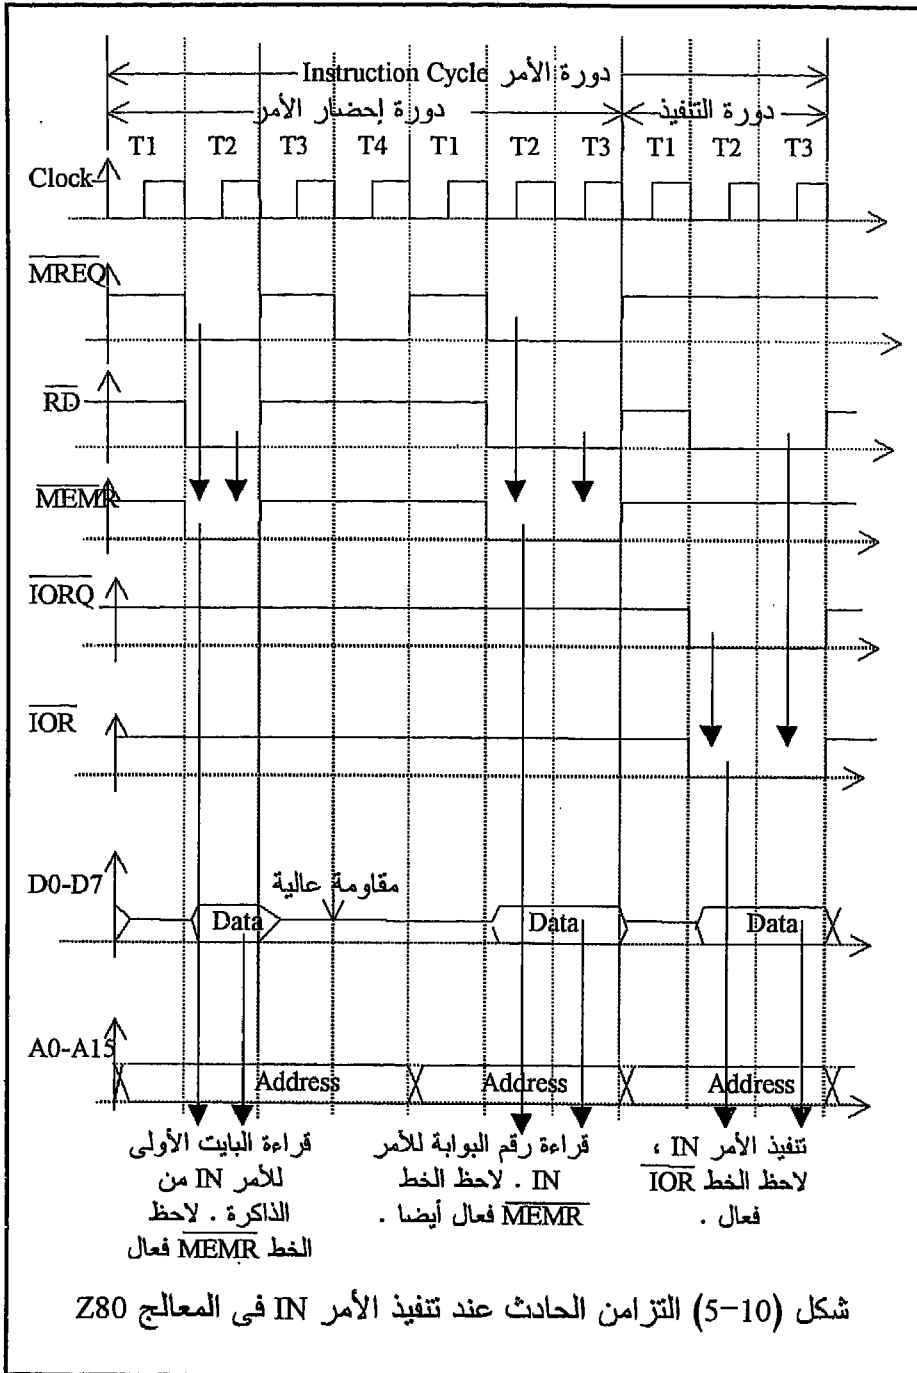 دورة الأمر Instruction Cycle
دورة إحضار الأمر دورة التنفيذ
T1 T2 T3 T4 T1 T2 T3 T1 T2 T3
Clock
MREQ
RD
MEMR
IORQ
IOR
مقاومة عالية
D0-D7
Data Data Data
A0-A15
Address Address Address
قراءة البايت الأولى
للأمر IN من
الذاكرة . لاحظ
الخط MEMR فعال
قراءة رقم البوابة للأمر
IN . لاحظ الخط
MEMR فعال أيضا .
تنفيذ الأمر IN ،
لاحظ الخط IOR
فعال .
شكل (5-10) التزامن الحادث عند تنفيذ الأمر IN فى المعالج Z80